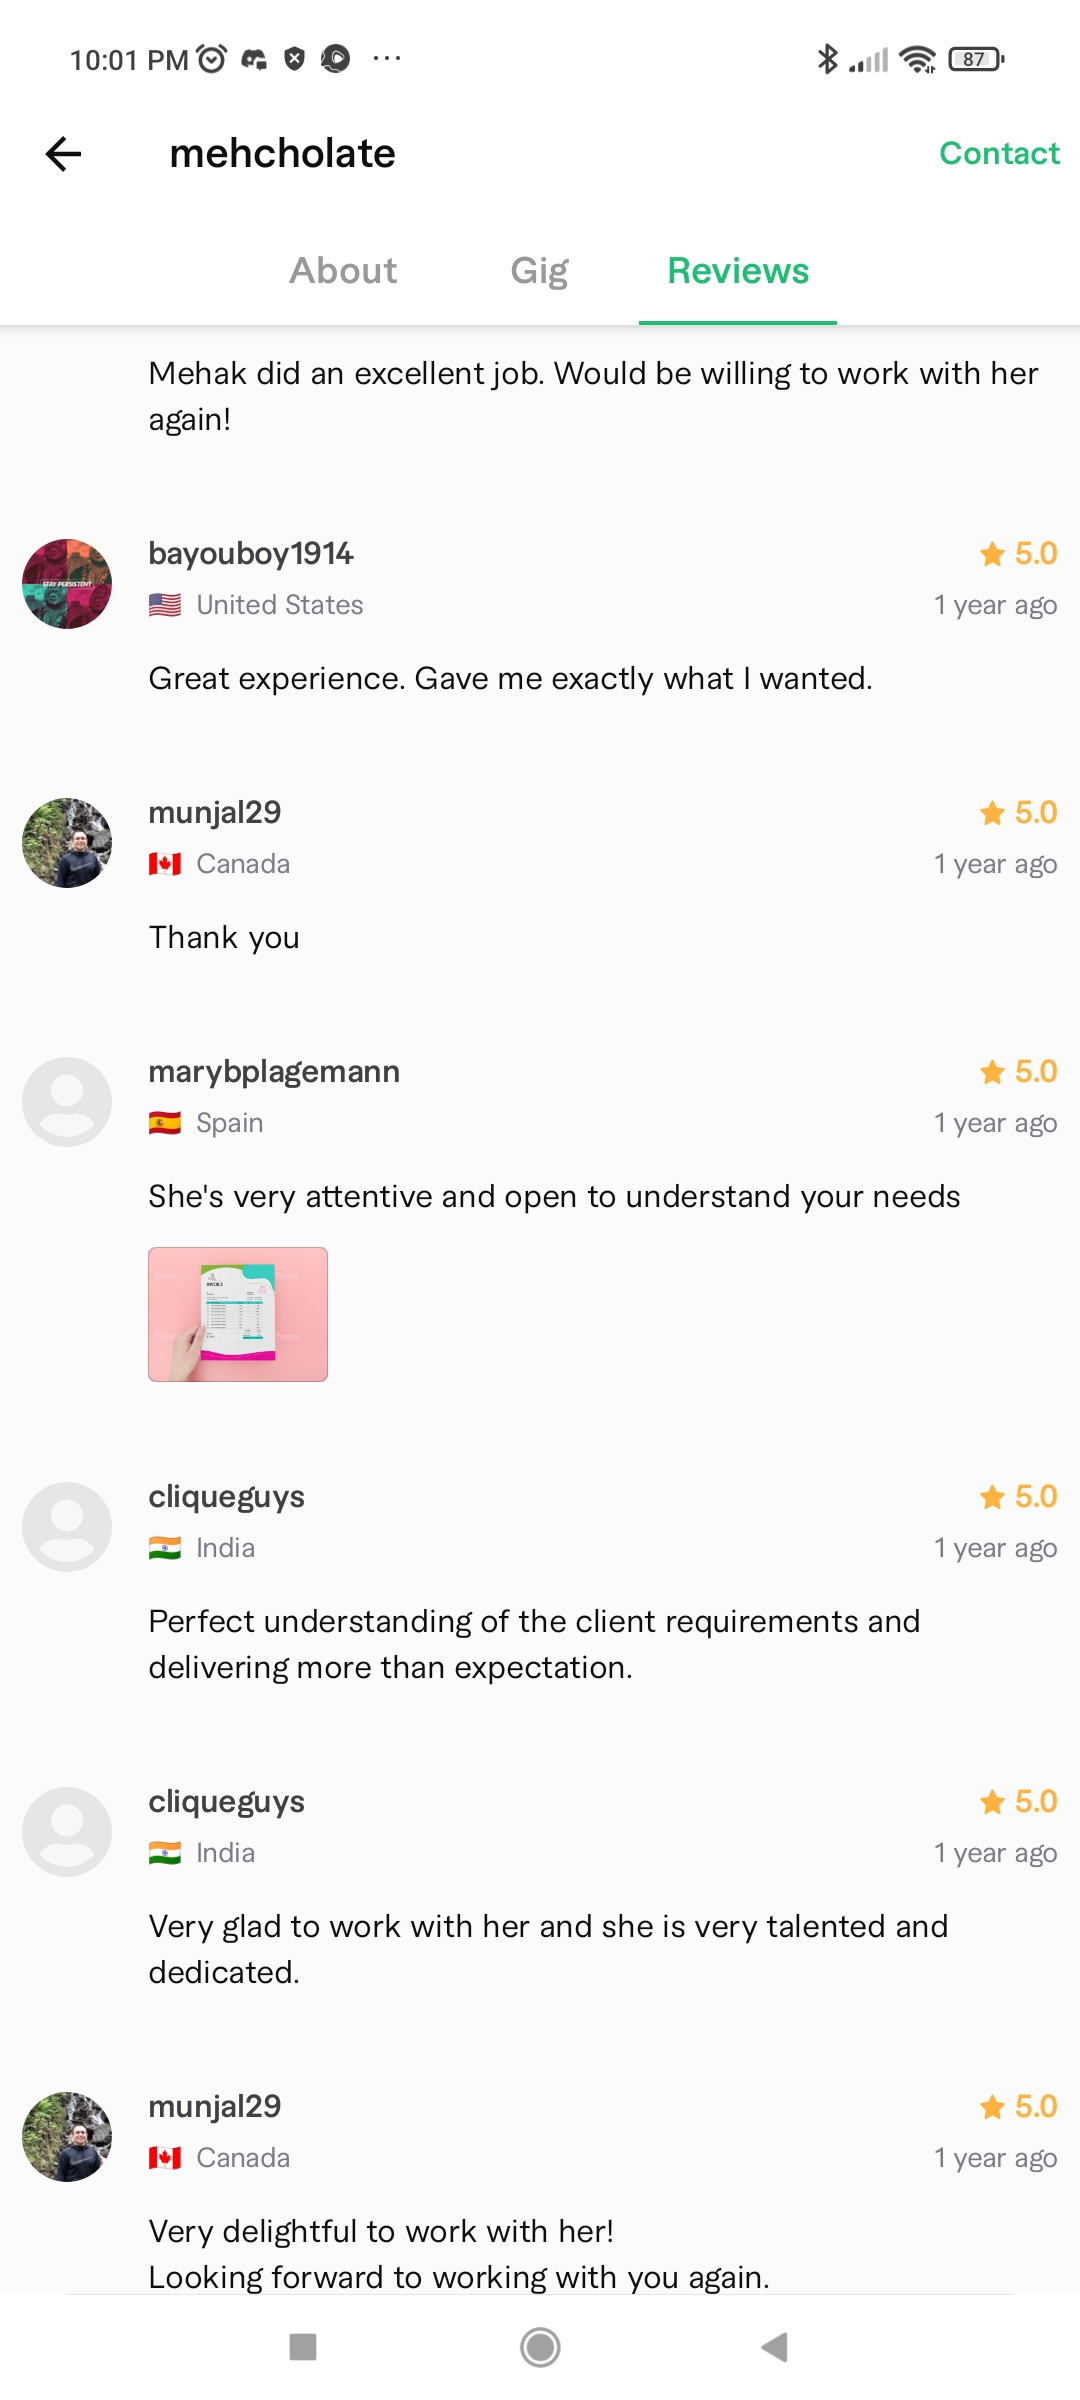 10:01 PM
87
mehcholate
Contact
About
Gig
Reviews
Mehak did an excellent job. Would be willing to work with her
again!
bayouboy1914
5.0
United States
1 year ago
STAY PERSISTENT
Great experience. Gave me exactly what I wanted.
munjal29
5.0
Canada
1 year ago
Thank you
marybplagemann
5.0
Spain
1 year ago
She's very attentive and open to understand your needs
INVOICE
cliqueguys
5.0
India
1 year ago
Perfect understanding of the client requirements and
delivering more than expectation.
cliqueguys
5.0
India
1 year ago
Very glad to work with her and she is very talented and
dedicated.
munjal29
5.0
Canada
1 year ago
Very delightful to work with her!
Looking forward to working with you again.